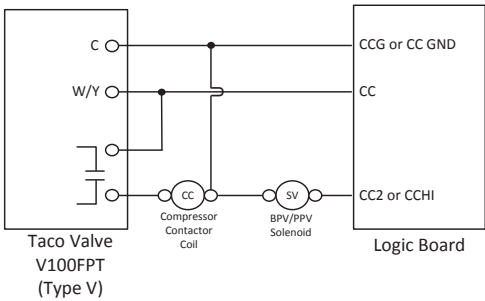 C
CCG or CC GND
W/Y
CC
CC
SV
CC2 or CCHI
Compressor
Contactor
Coil
BPV/PPV
Solenoid
Taco Valve
V100FPT
(Type V)
Logic Board